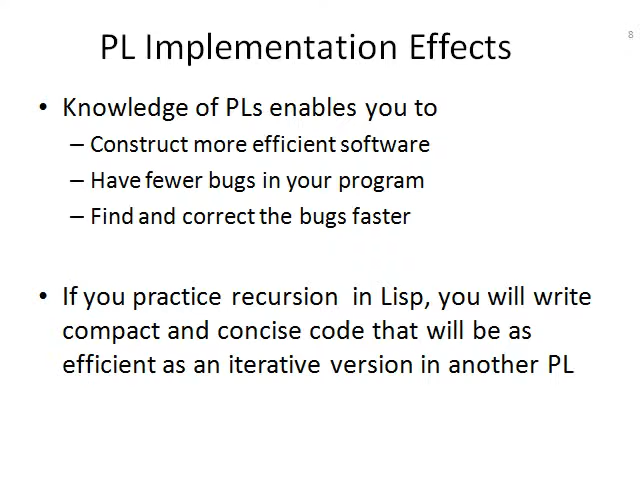 8
PL Implementation Effects
• Knowledge of PLs enables you to
– Construct more efficient software
– Have fewer bugs in your program
– Find and correct the bugs faster
• If you practice recursion in Lisp, you will write
compact and concise code that will be as
efficient as an iterative version in another PL